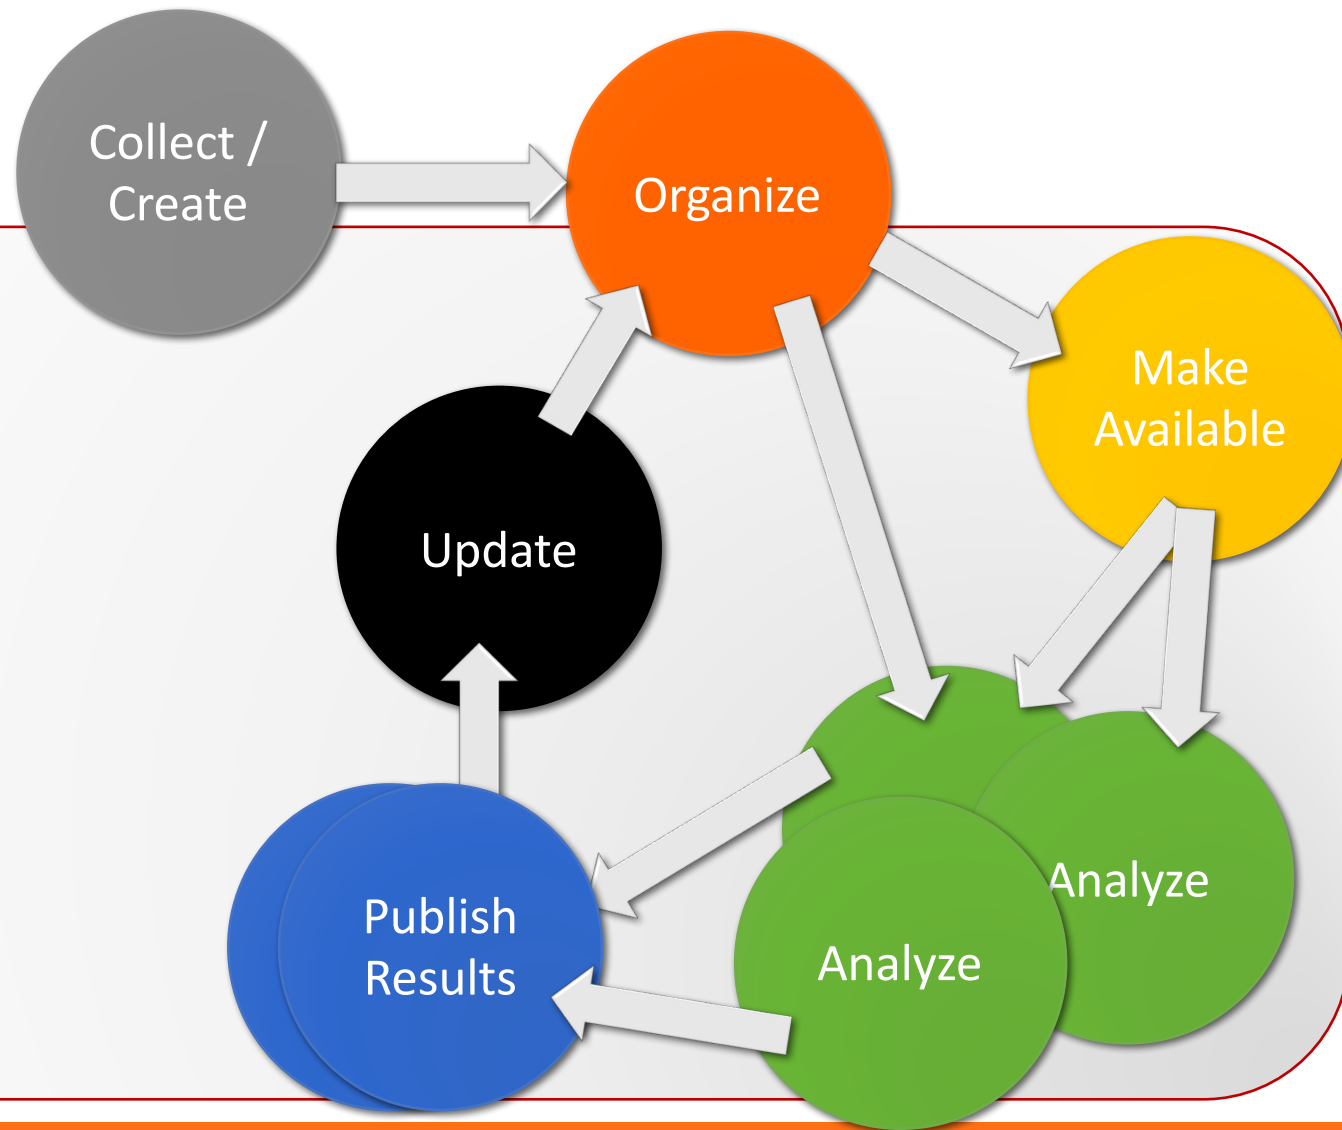 Collect /
Create
Organize
Make
Available
Update
Analyze
Publish
Results
Analyze